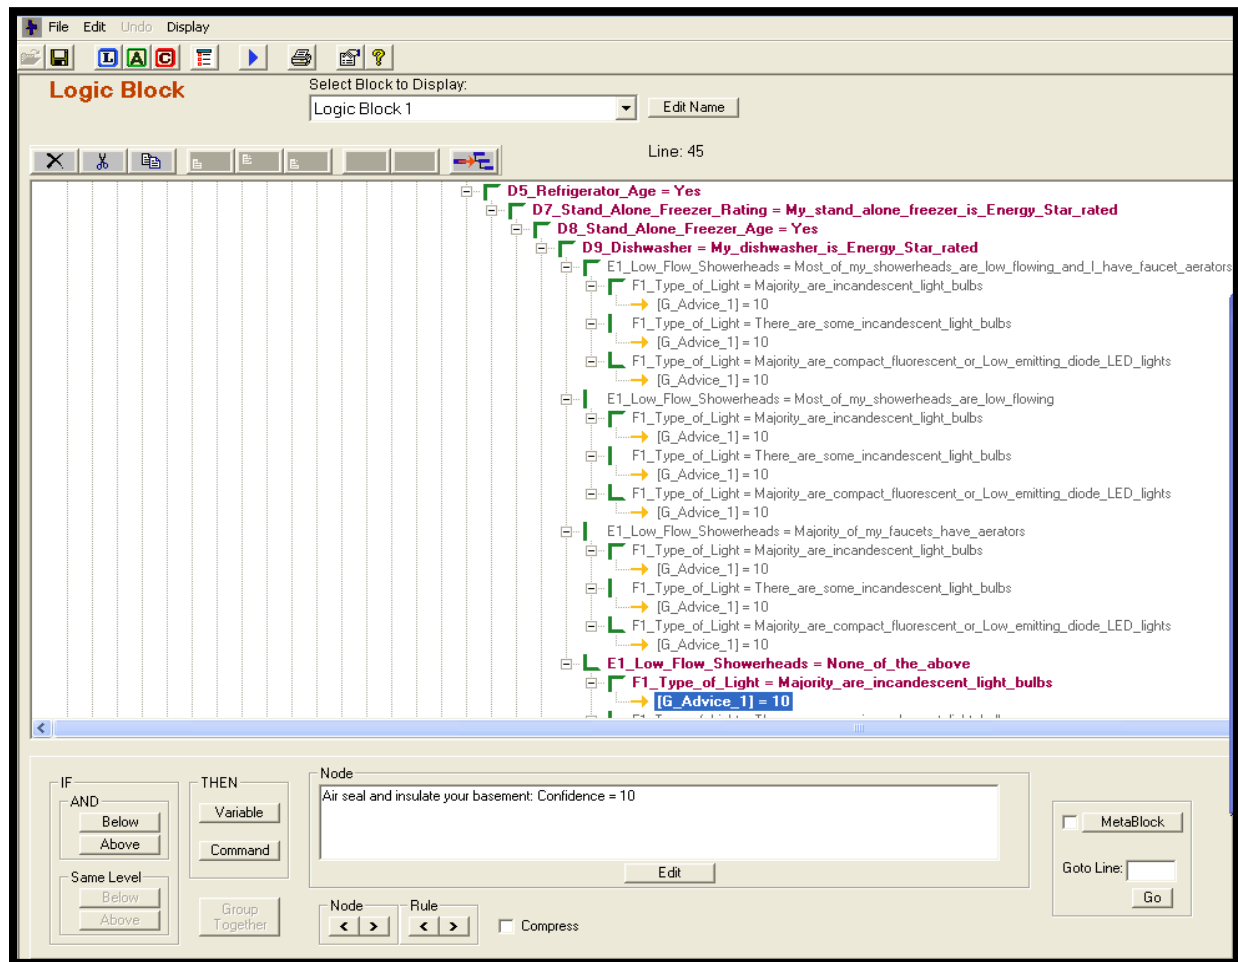 File Edit Undo Display
L A C ?
Logic Block
Select Block to Display:
Logic Block 1
Edit Name
Line: 45
D5_Refrigerator_Age = Yes
D7_Stand_Alone_Freezer_Rating = My_stand_alone_freezer_is_Energy_Star_rated
D8_Stand_Alone_Freezer_Age = Yes
D9_Dishwasher = My_dishwasher_is_Energy_Star_rated
E1_Low_Flow_Showerheads = Most_of_my_showerheads_are_low_flowing_and_I_have_faucet_aerators
F1_Type_of_Light = Majority_are_incandescent_light_bulbs
[G_Advice_1] = 10
F1_Type_of_Light = There_are_some_incandescent_light_bulbs
[G_Advice_1] = 10
F1_Type_of_Light = Majority_are_compact_fluorescent_or_Low_emitting_diode_LED_lights
[G_Advice_1] = 10
E1_Low_Flow_Showerheads = Most_of_my_showerheads_are_low_flowing
F1_Type_of_Light = Majority_are_incandescent_light_bulbs
[G_Advice_1] = 10
F1_Type_of_Light = There_are_some_incandescent_light_bulbs
[G_Advice_1] = 10
F1_Type_of_Light = Majority_are_compact_fluorescent_or_Low_emitting_diode_LED_lights
[G_Advice_1] = 10
E1_Low_Flow_Showerheads = Majority_of_my_faucets_have_aerators
F1_Type_of_Light = Majority_are_incandescent_light_bulbs
[G_Advice_1] = 10
F1_Type_of_Light = There_are_some_incandescent_light_bulbs
[G_Advice_1] = 10
F1_Type_of_Light = Majority_are_compact_fluorescent_or_Low_emitting_diode_LED_lights
[G_Advice_1] = 10
E1_Low_Flow_Showerheads = None_of_the_above
F1_Type_of_Light = Majority_are_incandescent_light_bulbs
[G_Advice_1] = 10
IF
AND
Below
Above
Same Level
Below
Above
THEN
Variable
Command
Group
Together
Node
Air seal and insulate your basement: Confidence = 10
Edit
Node
< >
Rule
< >
Compress
MetaBlock
Goto Line:
Go